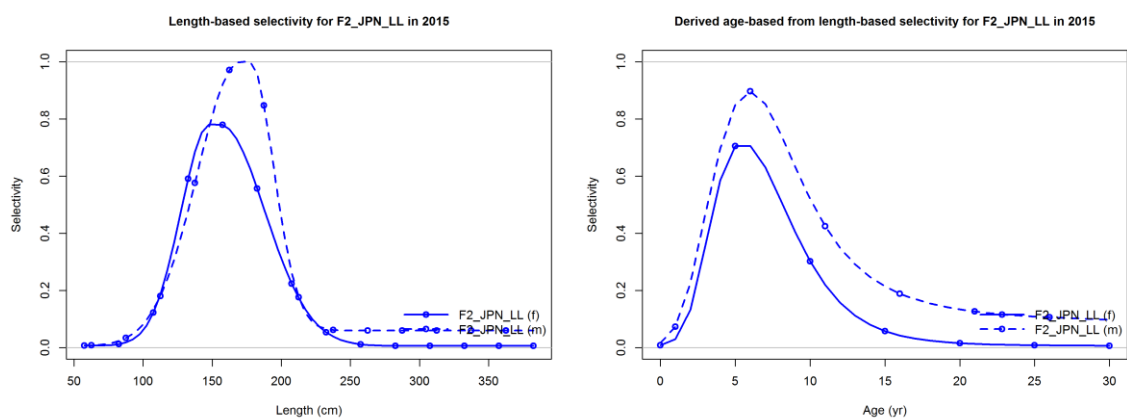 Length-based selectivity for F2_JPN_LL in 2015
1.0
0.8
0.6
0.4
0.2
0.0
Selectivity
F2_JPN_LL (f)
F2_JPN_LL (m)
50 100 150 200 250 300 350
Length (cm)
Derived age-based from length-based selectivity for F2_JPN_LL in 2015
1.0
0.8
0.6
0.4
0.2
0.0
Selectivity
F2_JPN_LL (f)
F2_JPN_LL (m)
0 5 10 15 20 25 30
Age (yr)